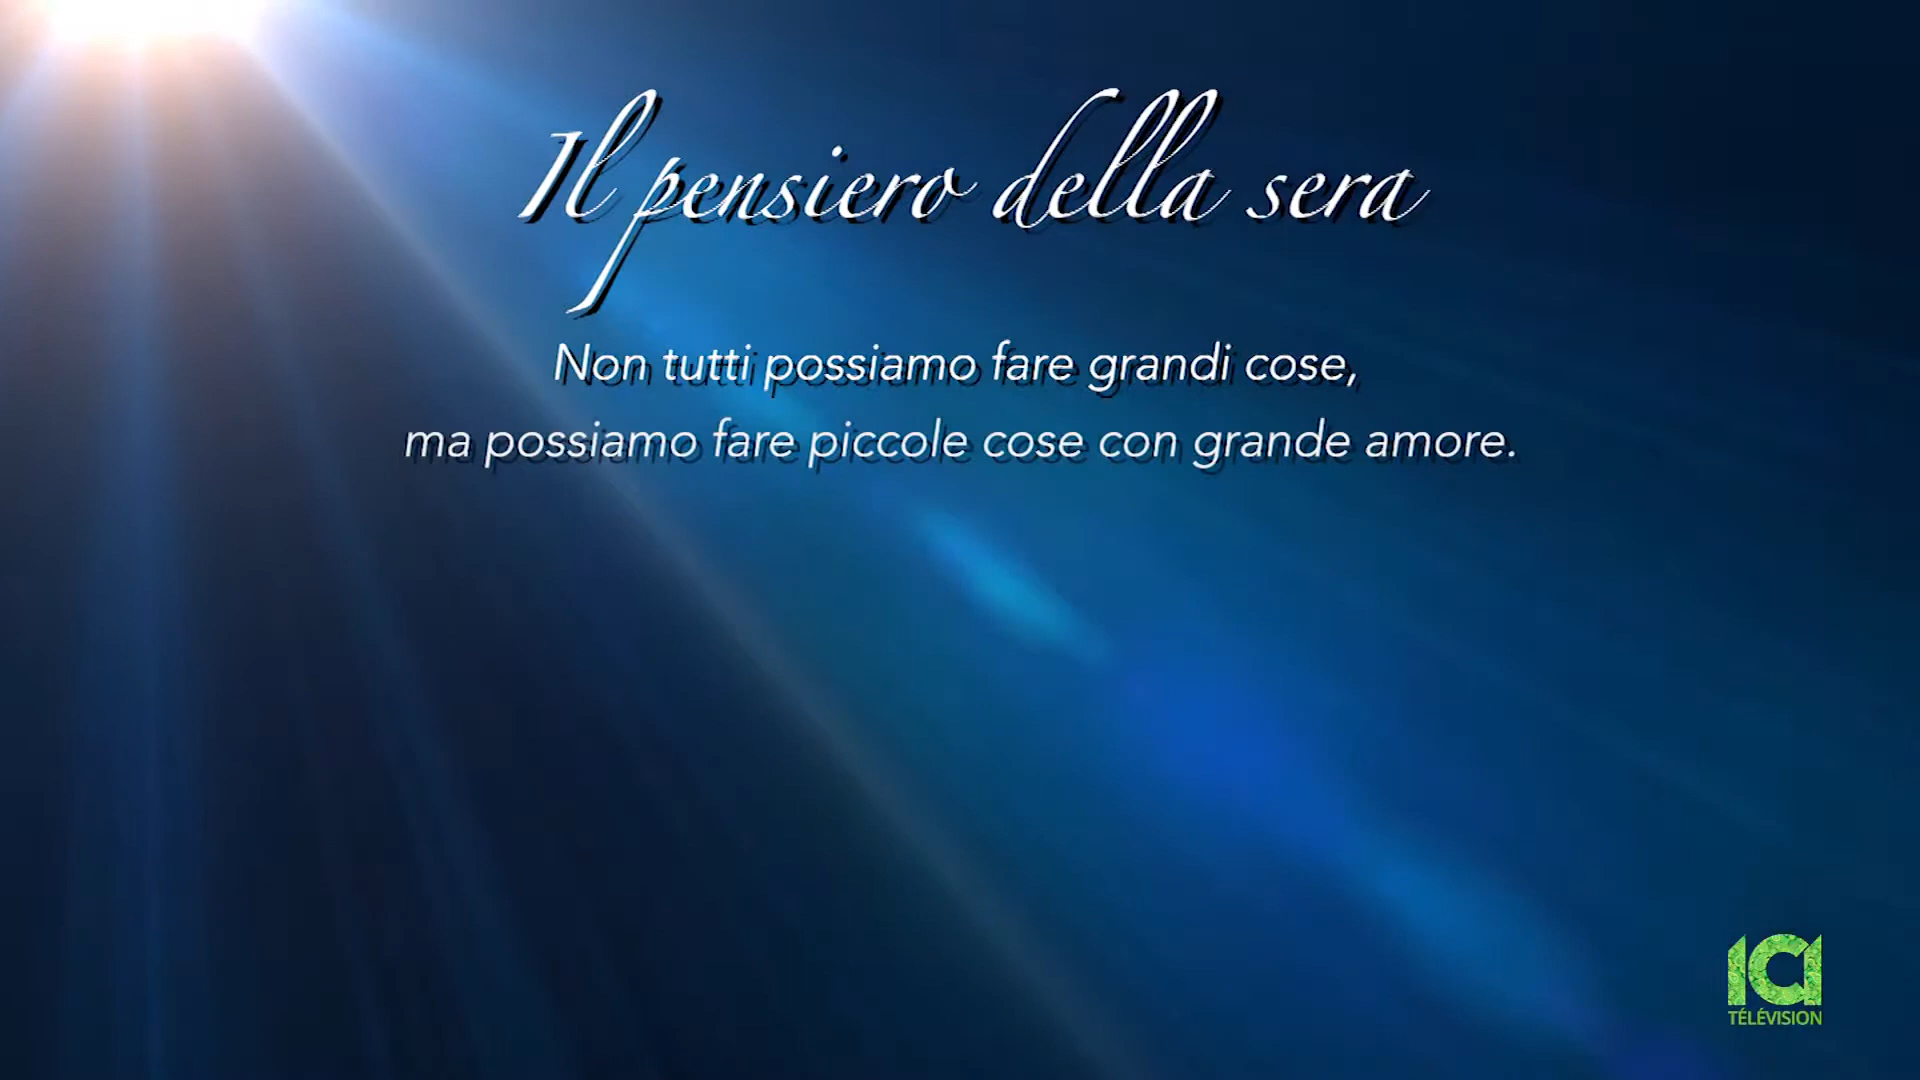 Il pensiero della sera
Non tutti possiamo fare grandi cose,
ma possiamo fare piccole cose con grande amore.
ICI
TÉLÉVISION